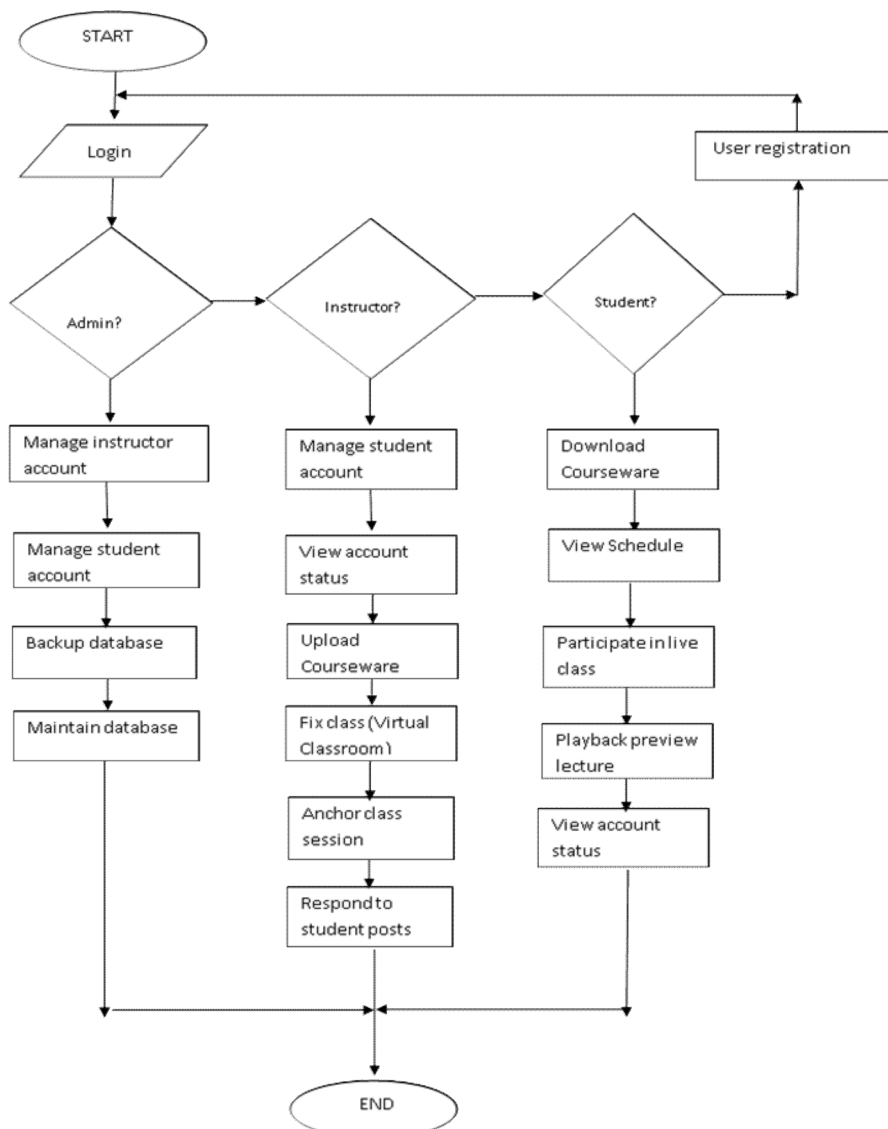 START
Login
User registration
Admin?
Instructor?
Student?
Manage instructor
account
Manage student
account
Backup database
Maintain database
Manage student
account
View account
status
Upload
Courseware
Fix class (Virtual
Classroom)
Anchor class
session
Respond to
student posts
Download
Courseware
View Schedule
Participate in live
class
Playback preview
lecture
View account
status
END